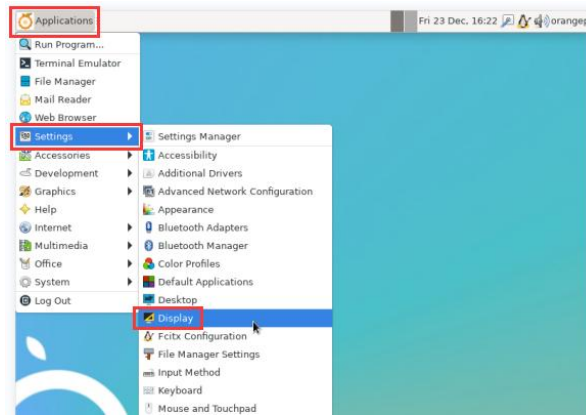 Applications
Fri 23 Dec, 16:22
Run Program...
Terminal Emulator
File Manager
Mail Reader
Web Browser
Settings
Accessories
Development
Graphics
Help
Internet
Multimedia
Office
System
Log Out
Settings Manager
Accessibility
Additional Drivers
Advanced Network Configuration
Appearance
Bluetooth Adapters
Bluetooth Manager
Color Profiles
Default Applications
Desktop
Display
Fcitx Configuration
File Manager Settings
Input Method
Keyboard
Mouse and Touchpad